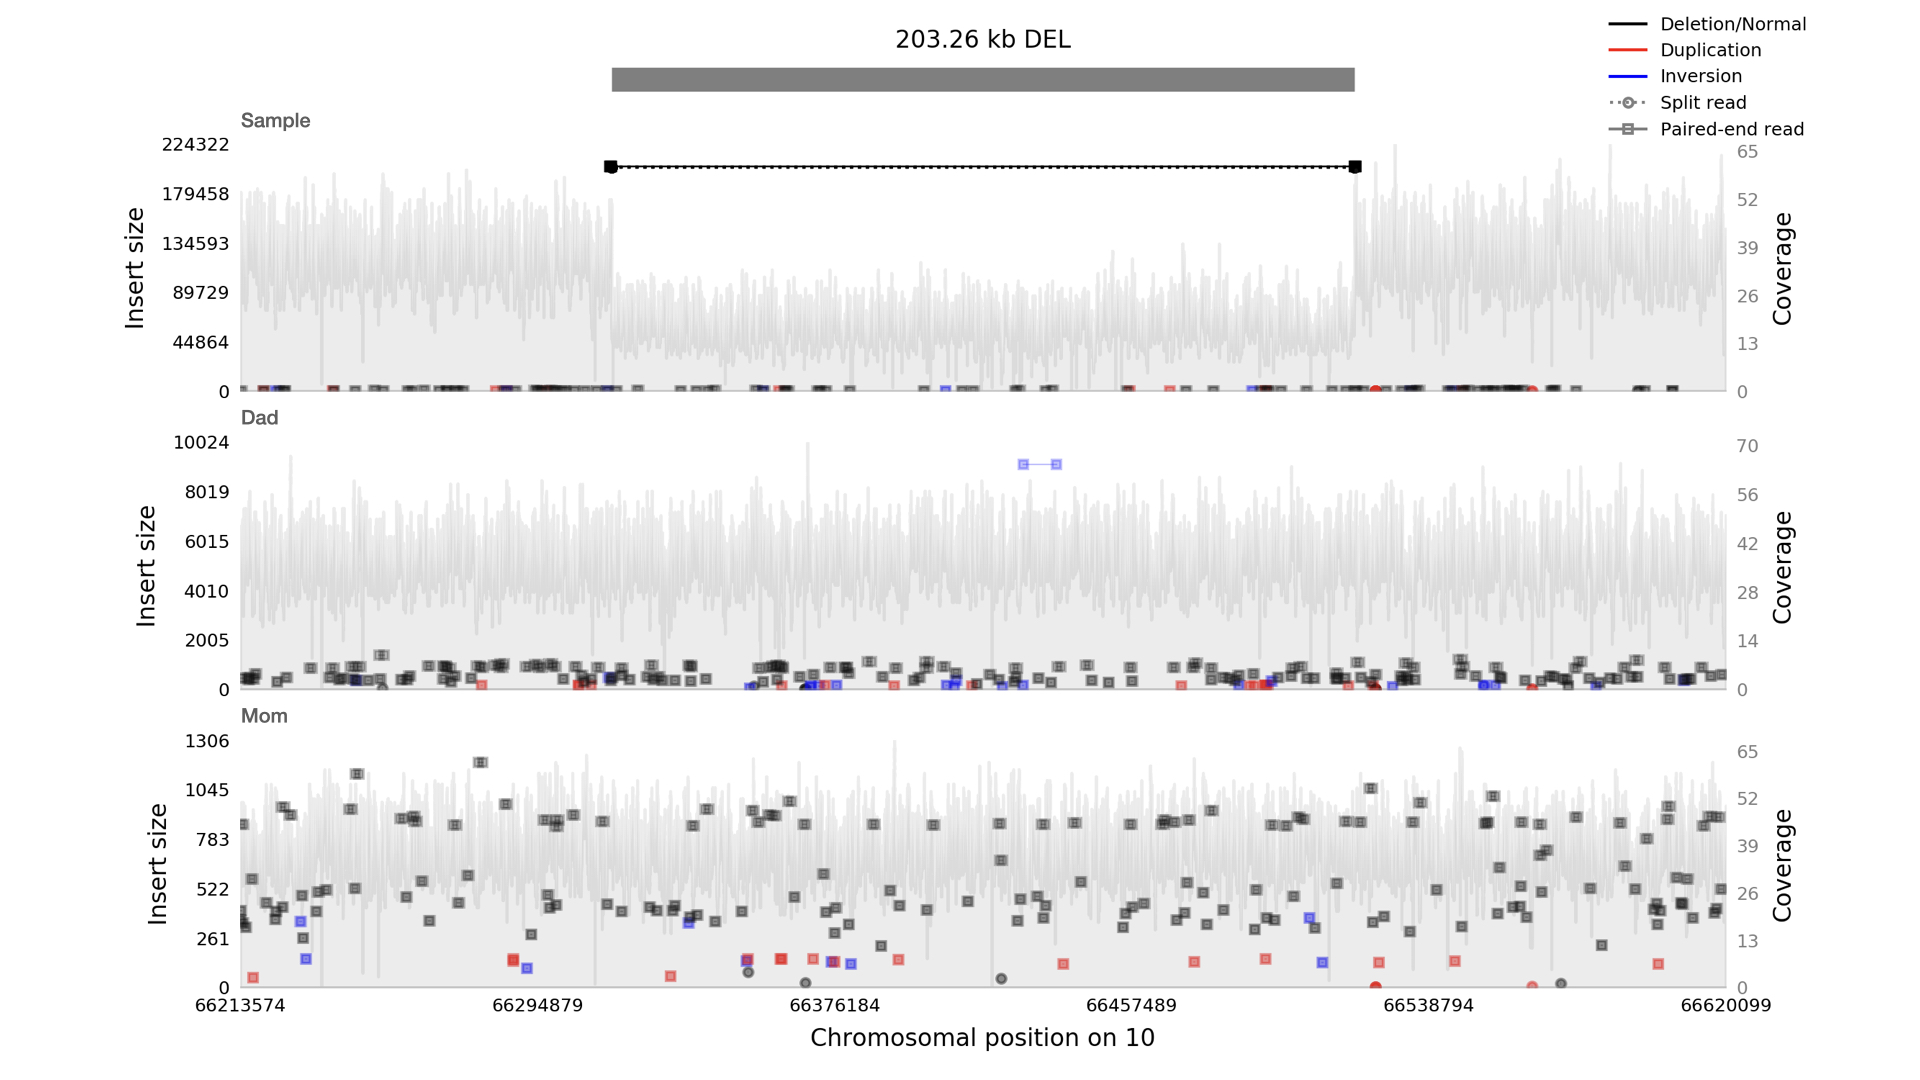 203.26 kb DEL
Deletion/Normal
Duplication
Inversion
Split read
Paired-end read
Sample
224322
179458
134593
89729
44864
0
Insert size
65
52
39
26
13
0
Coverage
Dad
10024
8019
6015
4010
2005
0
Insert size
70
56
42
28
14
0
Coverage
Mom
1306
1045
783
522
261
0
Insert size
65
52
39
26
13
0
Coverage
66213574 66294879 66376184 66457489 66538794 66620099
Chromosomal position on 10